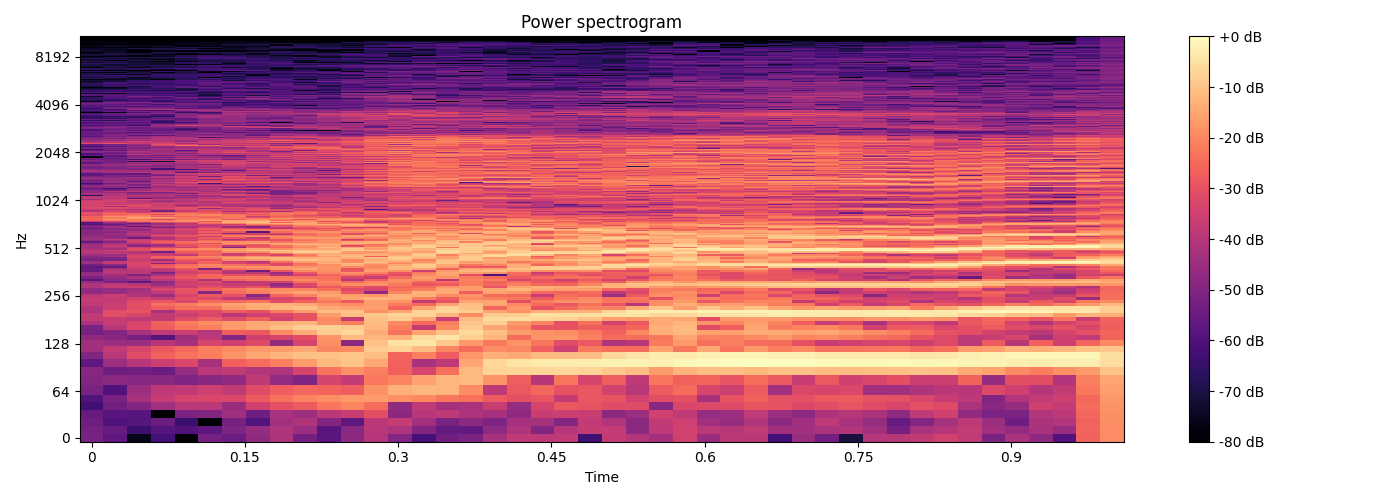 Power spectrogram
Hz
8192
4096
2048
1024
512
256
128
64
0
0 0.15 0.3 0.45 0.6 0.75 0.9
Time
+0 dB
-10 dB
-20 dB
-30 dB
-40 dB
-50 dB
-60 dB
-70 dB
-80 dB